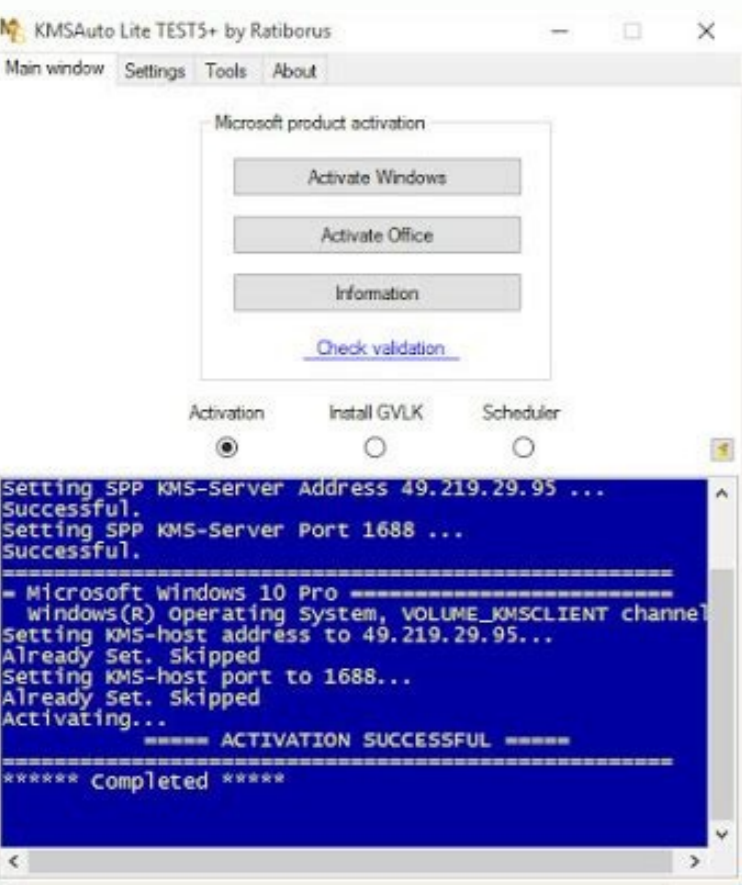 KMSAuto Lite TEST5+ by Ratiborus
Main window Settings Tools About
Microsoft product activation
Activate Windows
Activate Office
Information
Check validation
Activation Install GVLK Scheduler
Setting SPP KMS-Server Address 49.219.29.95 ...
Successful.
Setting SPP KMS-Server Port 1688 ...
Successful.
====================================================
= Microsoft Windows 10 Pro =========================
Windows(R) Operating System, VOLUME_KMSCLIENT channel
Setting KMS-host address to 49.219.29.95...
Already Set. Skipped
Setting KMS-host port to 1688...
Already Set. Skipped
Activating...
===== ACTIVATION SUCCESSFUL =====
====================================================
****** Completed *****